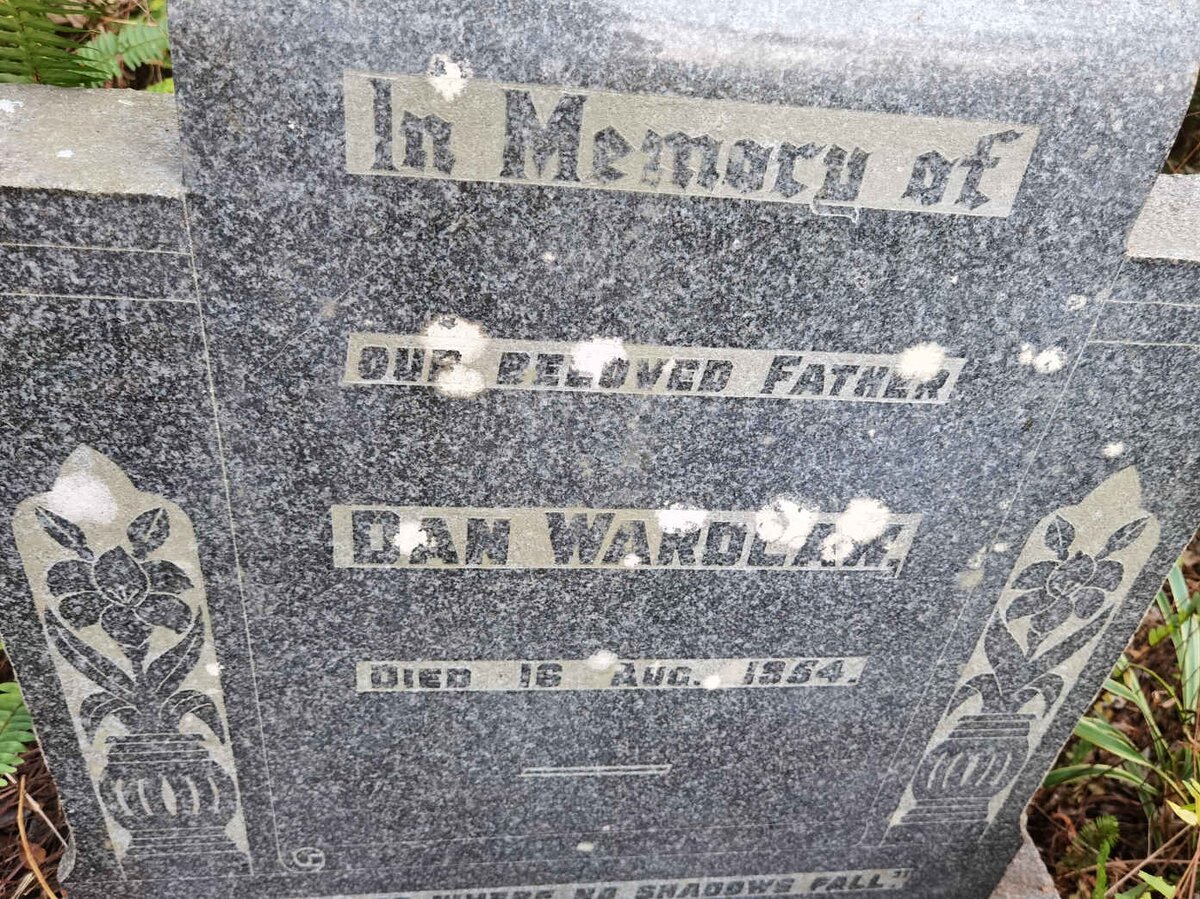 In Memory of
OUR BELOVED FATHER
DAN WARDLAW.
DIED 16 AUG. 1954.
WHERE NO SHADOWS FALL."